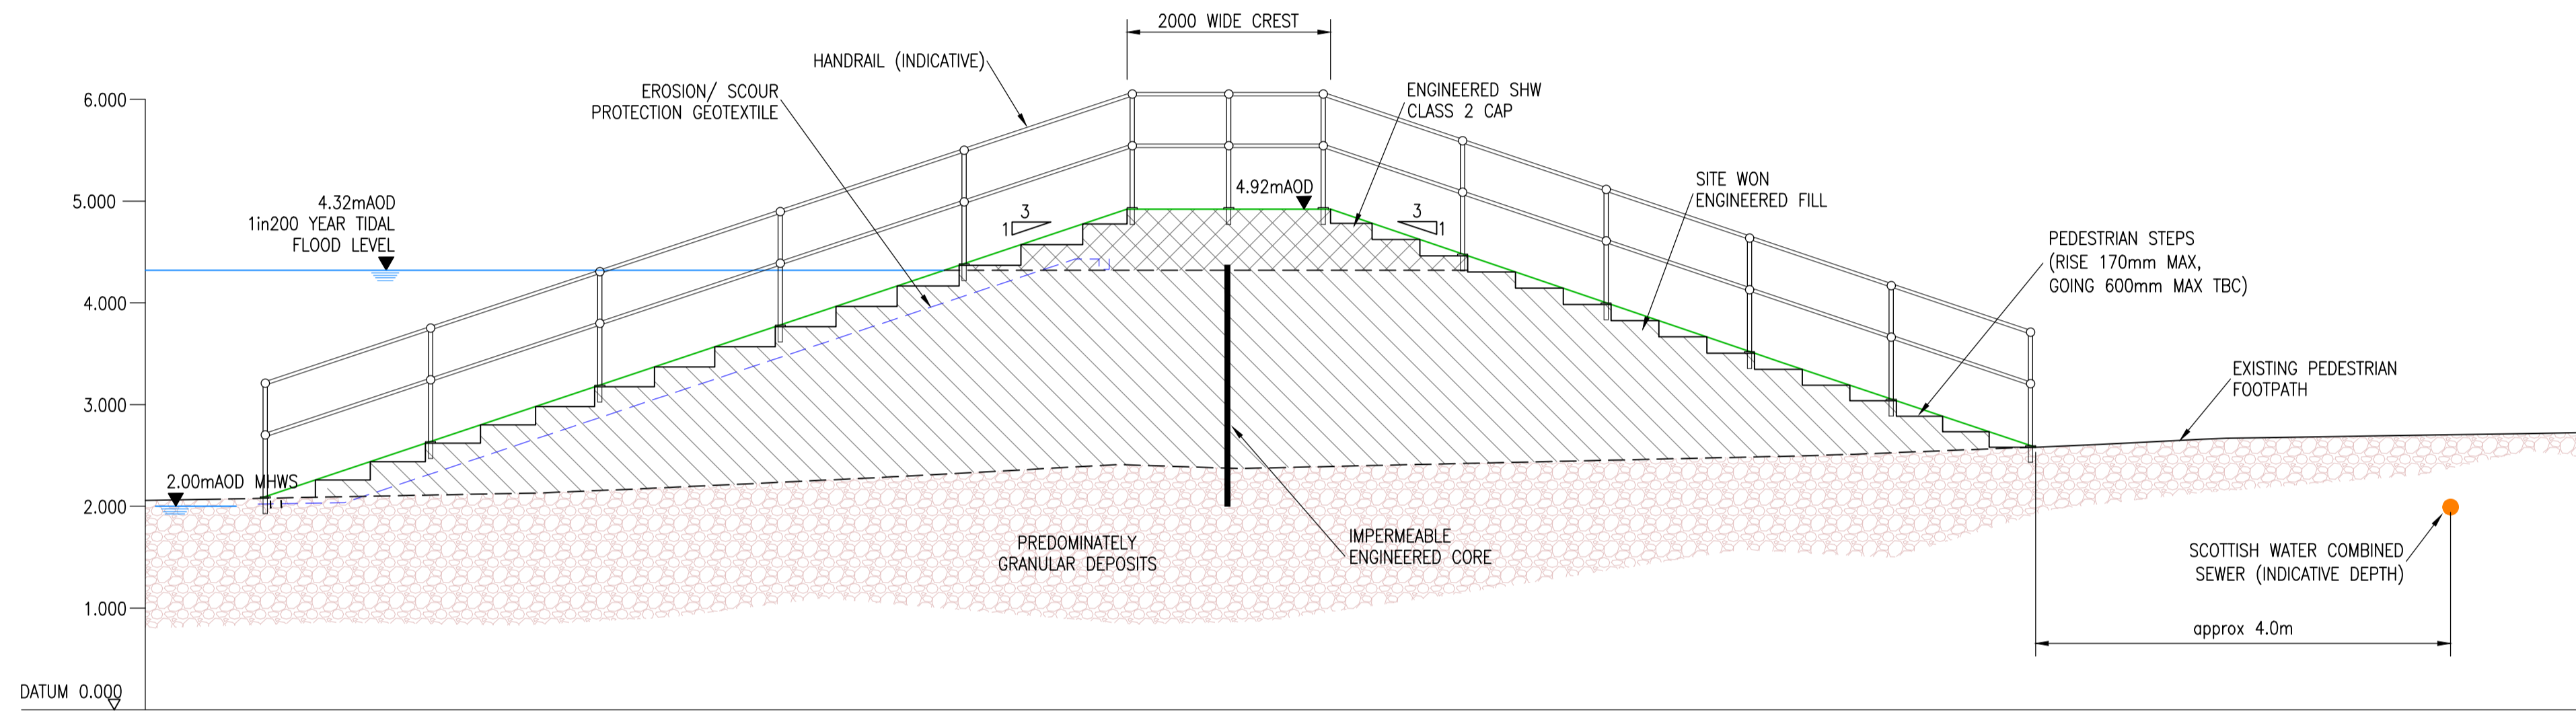 2000 WIDE CREST
HANDRAIL (INDICATIVE)
EROSION/ SCOUR
PROTECTION GEOTEXTILE
ENGINEERED SHW
CLASS 2 CAP
6.000
SITE WON
ENGINEERED FILL
4.32mAOD
1in200 YEAR TIDAL
FLOOD LEVEL
5.000
4.92mAOD
3
1
3
1
PEDESTRIAN STEPS
(RISE 170mm MAX,
GOING 600mm MAX TBC)
4.000
EXISTING PEDESTRIAN
FOOTPATH
3.000
2.00mAOD MHWS
2.000
PREDOMINATELY
GRANULAR DEPOSITS
IMPERMEABLE
ENGINEERED CORE
SCOTTISH WATER COMBINED
SEWER (INDICATIVE DEPTH)
1.000
approx 4.0m
DATUM 0.000